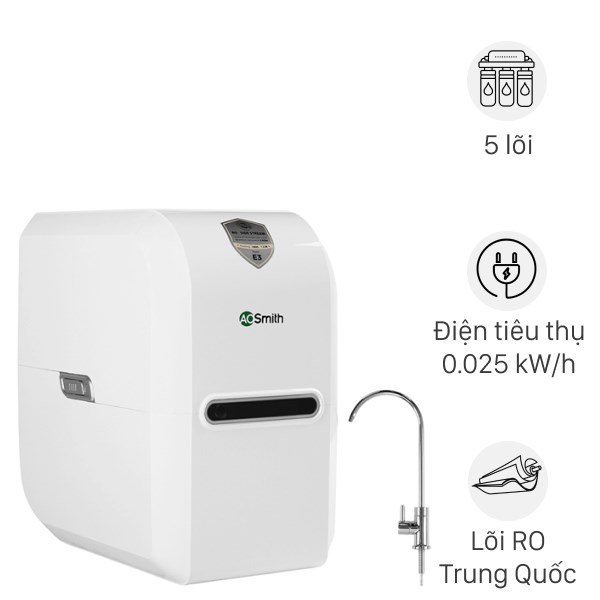 5 lõi
E3
AOSmith
Điện tiêu thụ
0.025 kW/h
Lõi RO
Trung Quốc